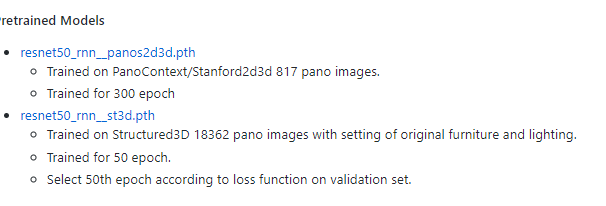 retrained Models
resnet50_rnn__panos2d3d.pth
Trained on PanoContext/Stanford2d3d 817 pano images.
Trained for 300 epoch
resnet50_rnn__st3d.pth
Trained on Structured3D 18362 pano images with setting of original furniture and lighting.
Trained for 50 epoch.
Select 50th epoch according to loss function on validation set.